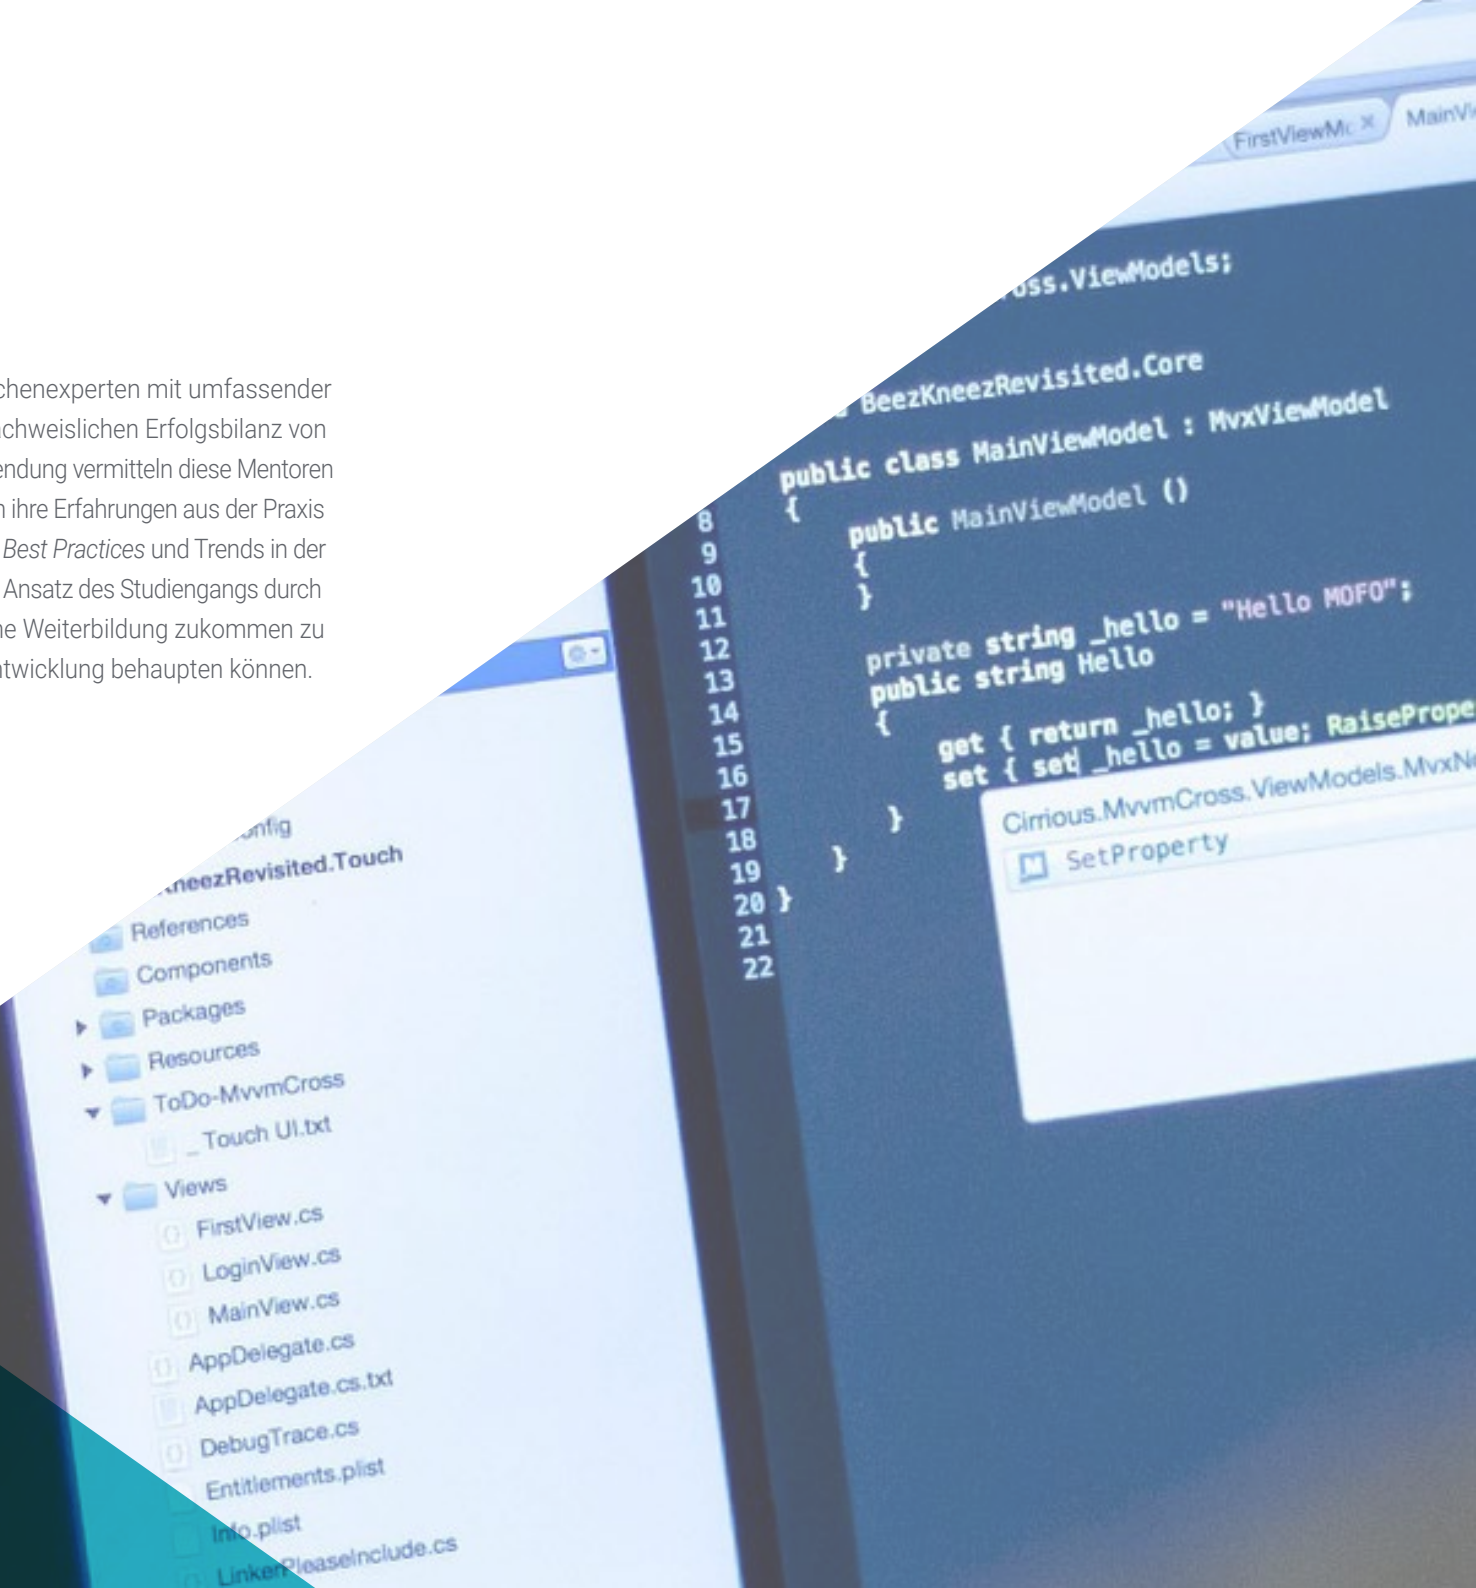 chenexperten mit umfassender
achweislichen Erfolgsbilanz von
endung vermitteln diese Mentoren
n ihre Erfahrungen aus der Praxis
Best Practices und Trends in der
Ansatz des Studiengangs durch
ne Weiterbildung zukommen zu
ntwicklung behaupten können.
FirstViewMc ×
MainVie
oss.ViewModels;
BeezKneezRevisited.Core
public class MainViewModel : MvxViewModel
8 {
9 public MainViewModel ()
10 {
11 }
12
13 private string _hello = "Hello MOFO";
14 public string Hello
15 {
16 get { return _hello; }
17 set { set _hello = value; RaisePrope
18 }
19 }
20 }
21
22
Cirrious.MvvmCross.ViewModels.MvxNo
M SetProperty
onfig
KneezRevisited.Touch
References
Components
Packages
Resources
ToDo-MvvmCross
_ Touch UI.txt
Views
FirstView.cs
LoginView.cs
MainView.cs
AppDelegate.cs
AppDelegate.cs.txt
DebugTrace.cs
Entitlements.plist
Info.plist
LinkerPleaseInclude.cs